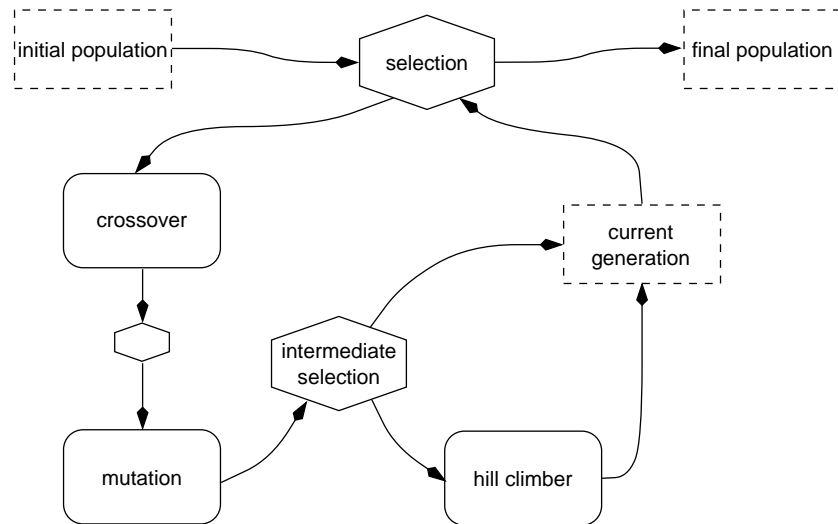 initial population
selection
final population
crossover
current
generation
intermediate
selection
mutation
hill climber